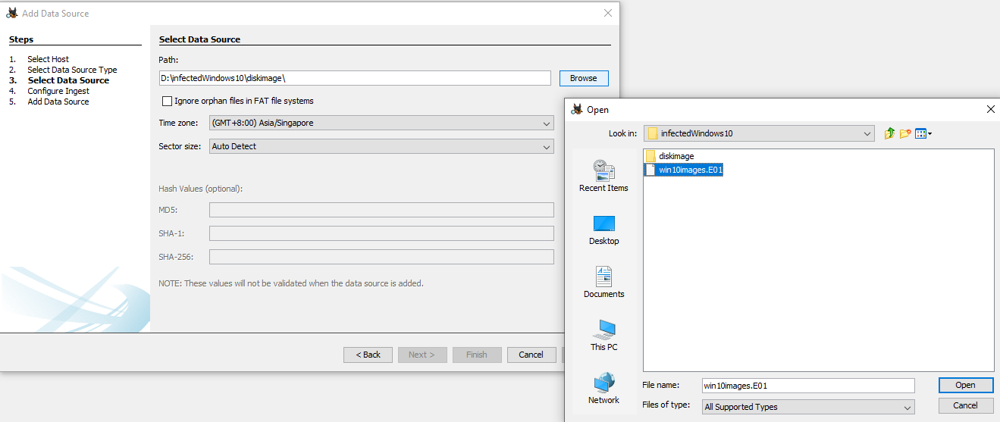 Add Data Source
Steps
1. Select Host
2. Select Data Source Type
3. Select Data Source
4. Configure Ingest
5. Add Data Source
Select Data Source
Path:
D:\infectedWindows10\diskimage\
Browse
Ignore orphan files in FAT file systems
Time zone: (GMT+8:00) Asia/Singapore
Sector size: Auto Detect
Hash Values (optional):
MD5:
SHA-1:
SHA-256:
NOTE: These values will not be validated when the data source is added.
< Back Next > Finish Cancel
Open
Look in: infectedWindows10
Recent Items
Desktop
Documents
This PC
Network
diskimage
win10images.E01
File name: win10images.E01
Open
Files of type: All Supported Types
Cancel